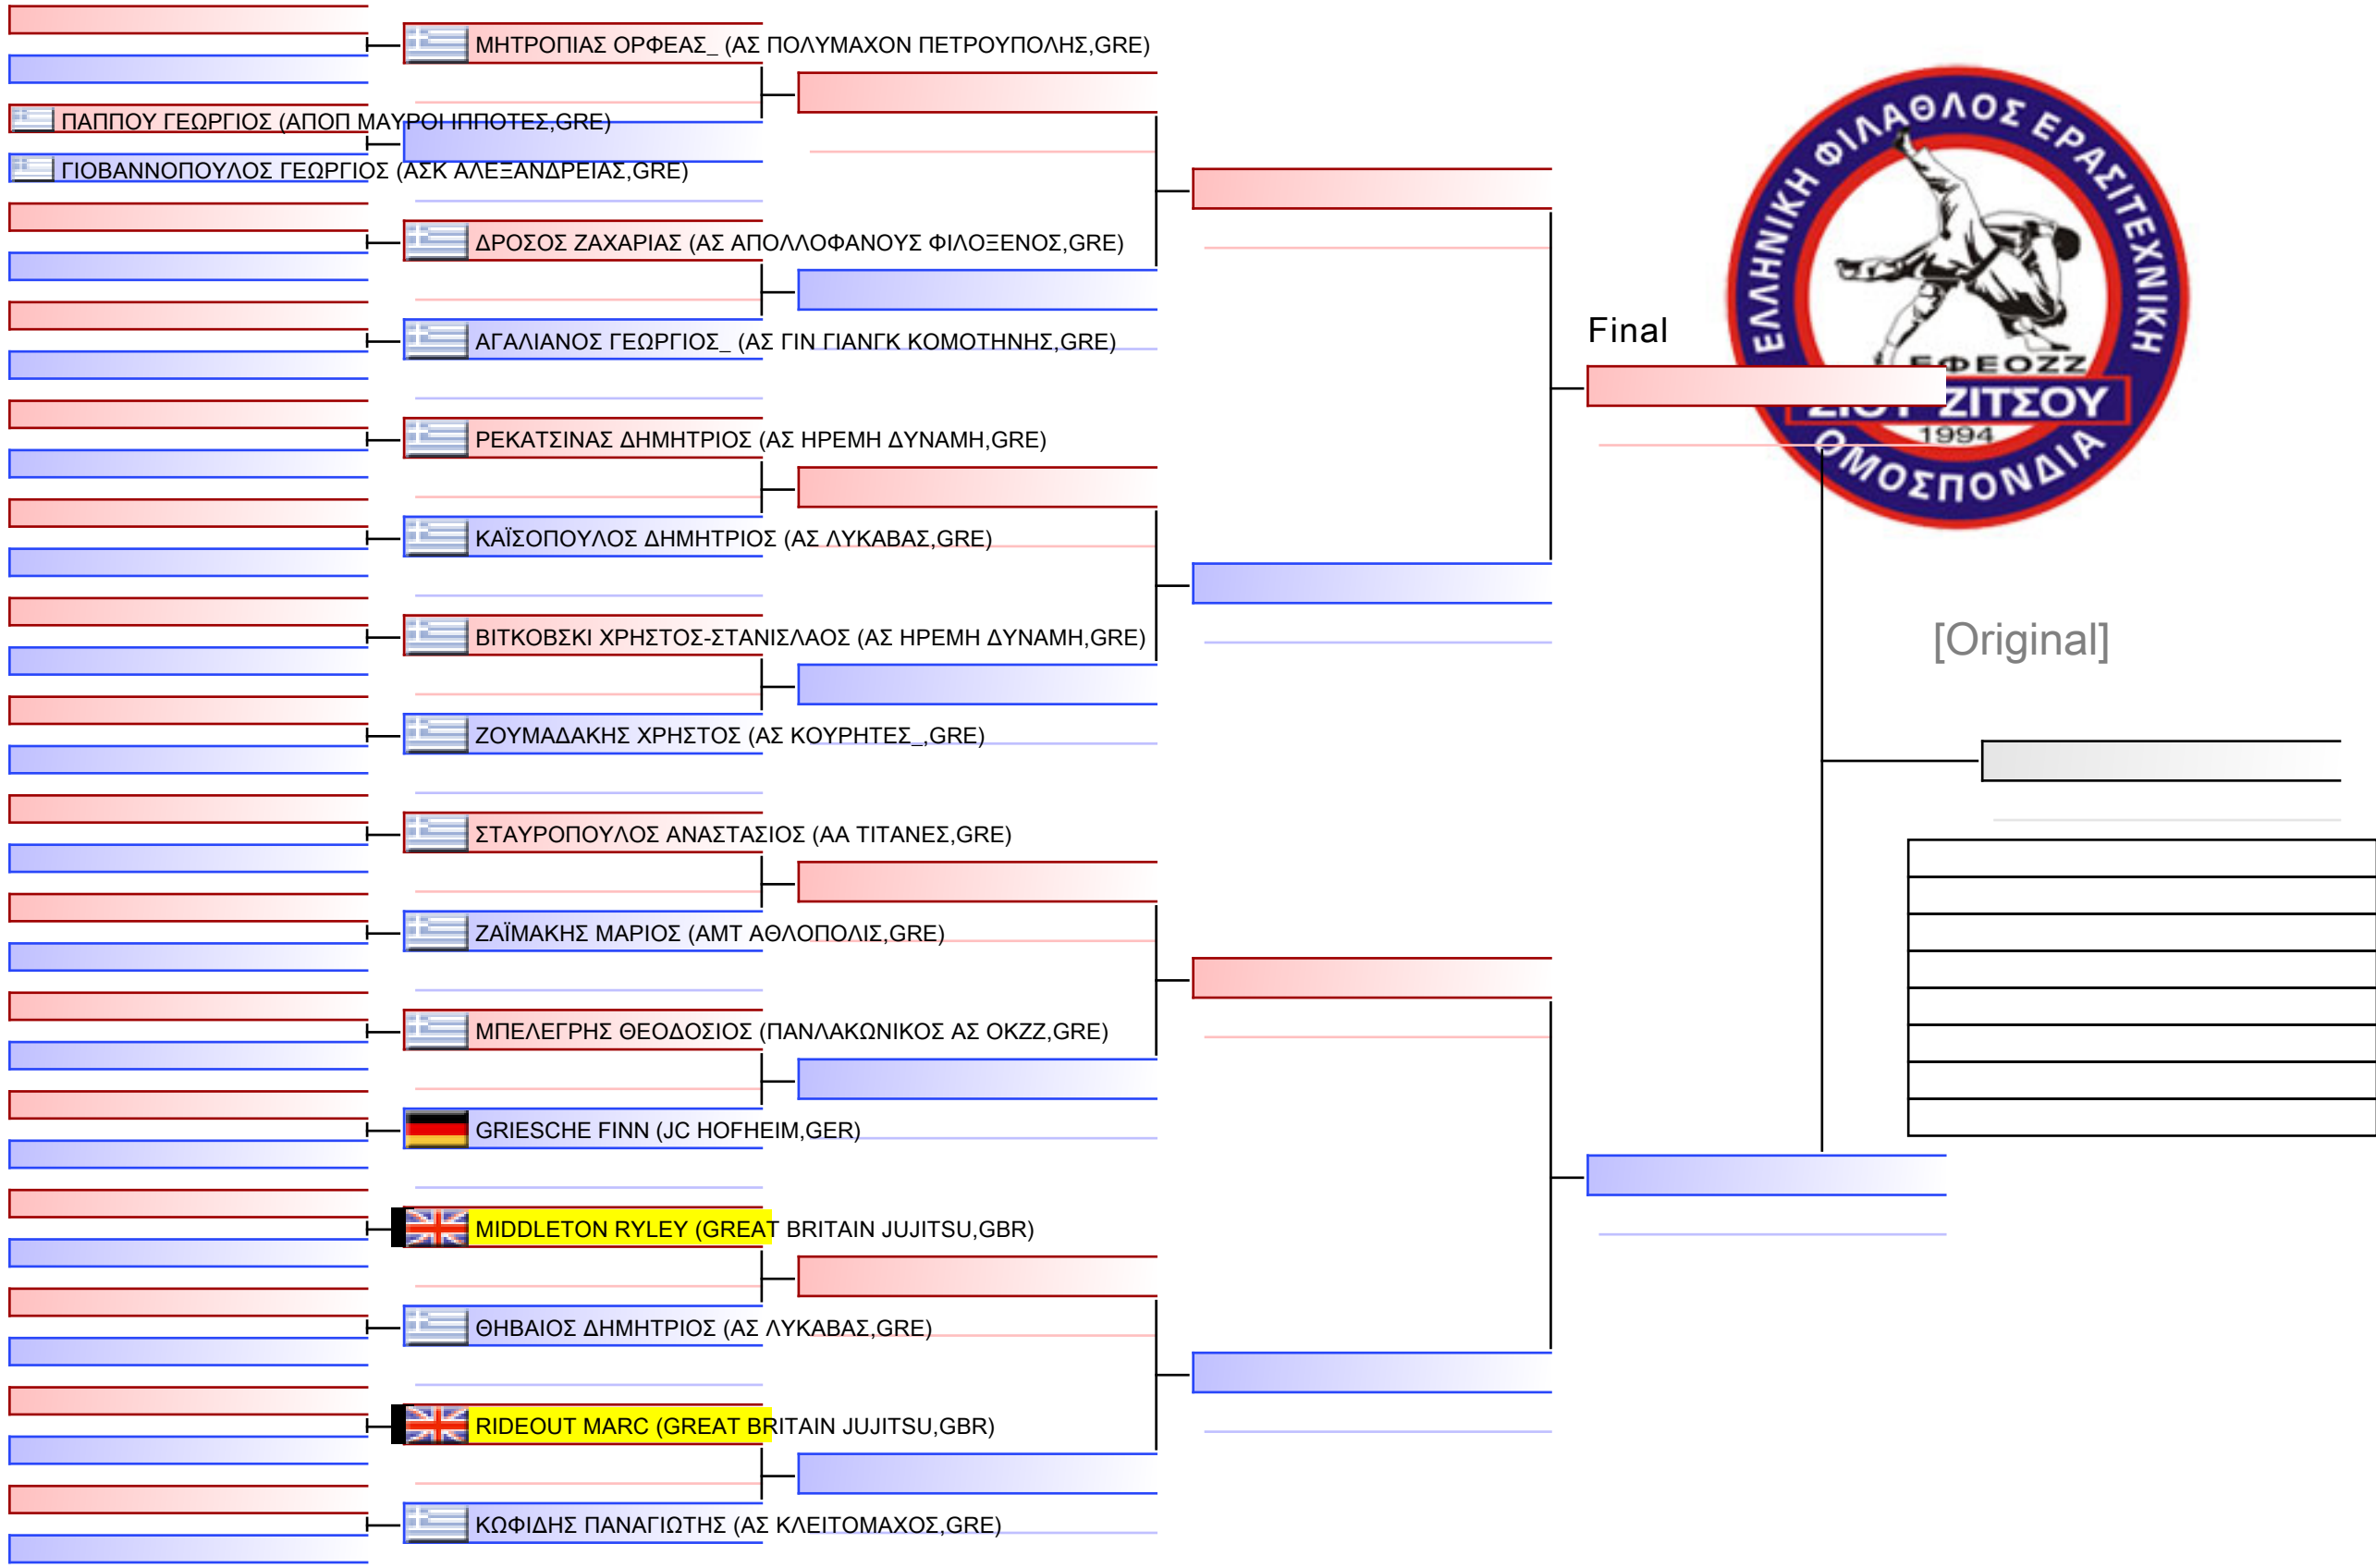 ΜΗΤΡΟΠΙΑΣ ΟΡΦΕΑΣ_ (ΑΣ ΠΟΛΥΜΑΧΟΝ ΠΕΤΡΟΥΠΟΛΗΣ,GRE)
ΠΑΠΠΟΥ ΓΕΩΡΓΙΟΣ (ΑΠΟΠ ΜΑΥΡΟΙ ΙΠΠΟΤΕΣ,GRE)
ΓΙΟΒΑΝΝΟΠΟΥΛΟΣ ΓΕΩΡΓΙΟΣ (ΑΣΚ ΑΛΕΞΑΝΔΡΕΙΑΣ,GRE)
ΔΡΟΣΟΣ ΖΑΧΑΡΙΑΣ (ΑΣ ΑΠΟΛΛΟΦΑΝΟΥΣ ΦΙΛΟΞΕΝΟΣ,GRE)
ΑΓΑΛΙΑΝΟΣ ΓΕΩΡΓΙΟΣ_ (ΑΣ ΓΙΝ ΓΙΑΝΓΚ ΚΟΜΟΤΗΝΗΣ,GRE)
ΡΕΚΑΤΣΙΝΑΣ ΔΗΜΗΤΡΙΟΣ (ΑΣ ΗΡΕΜΗ ΔΥΝΑΜΗ,GRE)
ΚΑΪΣΟΠΟΥΛΟΣ ΔΗΜΗΤΡΙΟΣ (ΑΣ ΛΥΚΑΒΑΣ,GRE)
ΒΙΤΚΟΒΣΚΙ ΧΡΗΣΤΟΣ-ΣΤΑΝΙΣΛΑΟΣ (ΑΣ ΗΡΕΜΗ ΔΥΝΑΜΗ,GRE)
ΖΟΥΜΑΔΑΚΗΣ ΧΡΗΣΤΟΣ (ΑΣ ΚΟΥΡΗΤΕΣ_,GRE)
ΣΤΑΥΡΟΠΟΥΛΟΣ ΑΝΑΣΤΑΣΙΟΣ (ΑΑ ΤΙΤΑΝΕΣ,GRE)
ΖΑΪΜΑΚΗΣ ΜΑΡΙΟΣ (ΑΜΤ ΑΘΛΟΠΟΛΙΣ,GRE)
ΜΠΕΛΕΓΡΗΣ ΘΕΟΔΟΣΙΟΣ (ΠΑΝΛΑΚΩΝΙΚΟΣ ΑΣ ΟΚΖΖ,GRE)
GRIESCHE FINN (JC HOFHEIM,GER)
MIDDLETON RYLEY (GREAT BRITAIN JUJITSU,GBR)
ΘΗΒΑΙΟΣ ΔΗΜΗΤΡΙΟΣ (ΑΣ ΛΥΚΑΒΑΣ,GRE)
RIDEOUT MARC (GREAT BRITAIN JUJITSU,GBR)
ΚΩΦΙΔΗΣ ΠΑΝΑΓΙΩΤΗΣ (ΑΣ ΚΛΕΙΤΟΜΑΧΟΣ,GRE)
Final
ΕΛΛΗΝΙΚΗ ΦΙΛΑΘΛΟΣ ΕΡΑΣΙΤΕΧΝΙΚΗ
ΕΦΕΟΖΖ
ΖΙΤΣΟΥ
1994
ΟΜΟΣΠΟΝΔΙΑ
[Original]